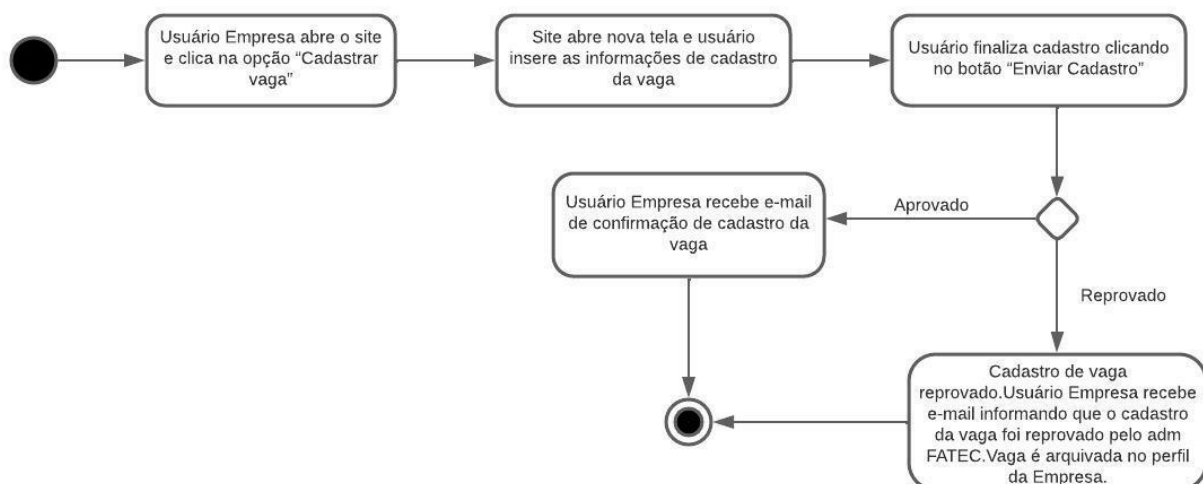 Usuário Empresa abre o site
e clica na opção “Cadastrar
vaga”
Site abre nova tela e usuário
insere as informações de cadastro
da vaga
Usuário finaliza cadastro clicando
no botão “Enviar Cadastro”
Usuário Empresa recebe e-mail
de confirmação de cadastro da
vaga
Aprovado
Reprovado
Cadastro de vaga
reprovado.Usuário Empresa recebe
e-mail informando que o cadastro
da vaga foi reprovado pelo adm
FATEC.Vaga é arquivada no perfil
da Empresa.